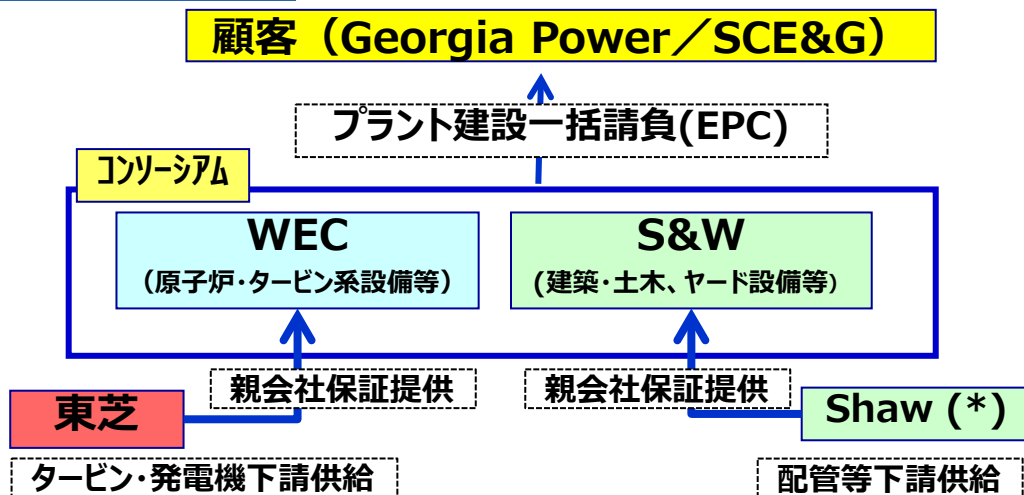 顧客（Georgia Power／SCE&G）
プラント建設一括請負(EPC)
コンソーシアム
WEC
（原子炉・タービン系設備等）
S&W
(建築・土木、ヤード設備等)
親会社保証提供
親会社保証提供
東芝
Shaw (*)
タービン・発電機下請供給
配管等下請供給